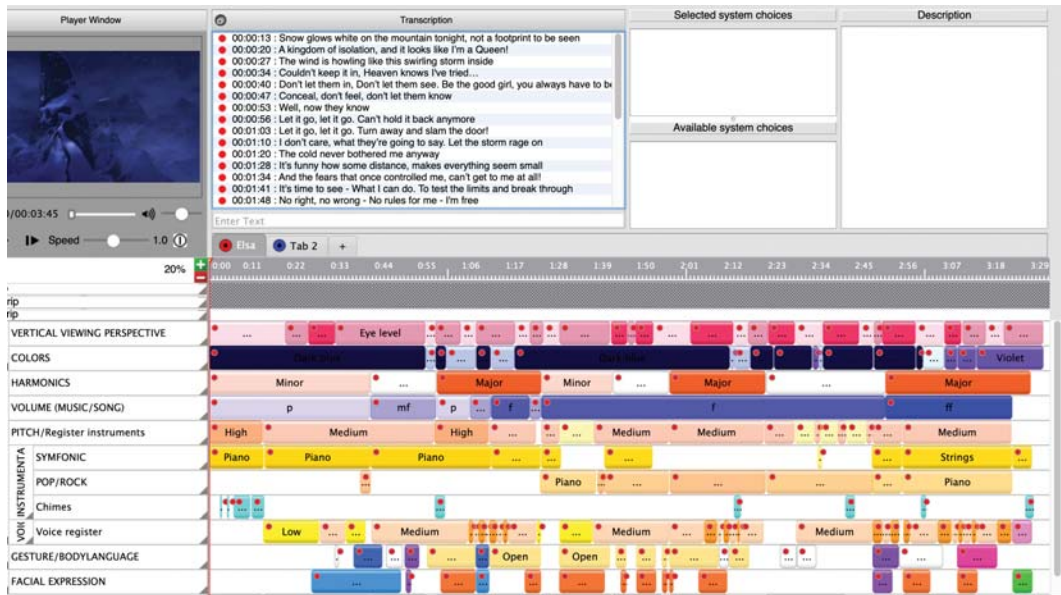 Player Window
Transcription
Selected system choices
Description
00:00:13 : Snow glows white on the mountain tonight, not a footprint to be seen
00:00:20 : A kingdom of isolation, and it looks like I'm a Queen!
00:00:27 : The wind is howling like this swirling storm inside
00:00:34 : Couldn't keep it in, Heaven knows I've tried…
00:00:40 : Don't let them in, Don't let them see. Be the good girl, you always have to be
00:00:47 : Conceal, don't feel, don't let them know
00:00:53 : Well, now they know
00:00:56 : Let it go, let it go. Can't hold it back anymore
00:01:03 : Let it go, let it go. Turn away and slam the door!
00:01:10 : I don't care, what they're going to say. Let the storm rage on
00:01:20 : The cold never bothered me anyway
00:01:28 : It's funny how some distance, makes everything seem small
00:01:34 : And the fears that once controlled me, can't get to me at all!
00:01:41 : It's time to see - What I can do. To test the limits and break through
00:01:48 : No right, no wrong - No rules for me - I'm free
Available system choices
/00:03:45
Enter Text
Speed 1.0
Elsa Tab 2 +
20% 0:00 0:11 0:22 0:33 0:44 0:55 1:06 1:17 1:28 1:39 1:50 2:01 2:12 2:23 2:34 2:45 2:56 3:07 3:18 3:29
rip
rip
VERTICAL VIEWING PERSPECTIVE ... ... ... Eye level
COLORS Dark blue Dark blue Violet
HARMONICS Minor ... Major Minor ... Major ... Major
VOLUME (MUSIC/SONG) p mf p ... f ... f ff
PITCH/Register instruments High Medium High ... ... ... Medium Medium ... Medium
VOIK INSTRUMENTA
SYMFONIC Piano Piano Piano ... ... ... Strings ...
POP/ROCK ... Piano ... ... ... ... Piano
Chimes
Voice register Low ... ... Medium Medium Medium
GESTURE/BODYLANGUAGE Open Open
FACIAL EXPRESSION